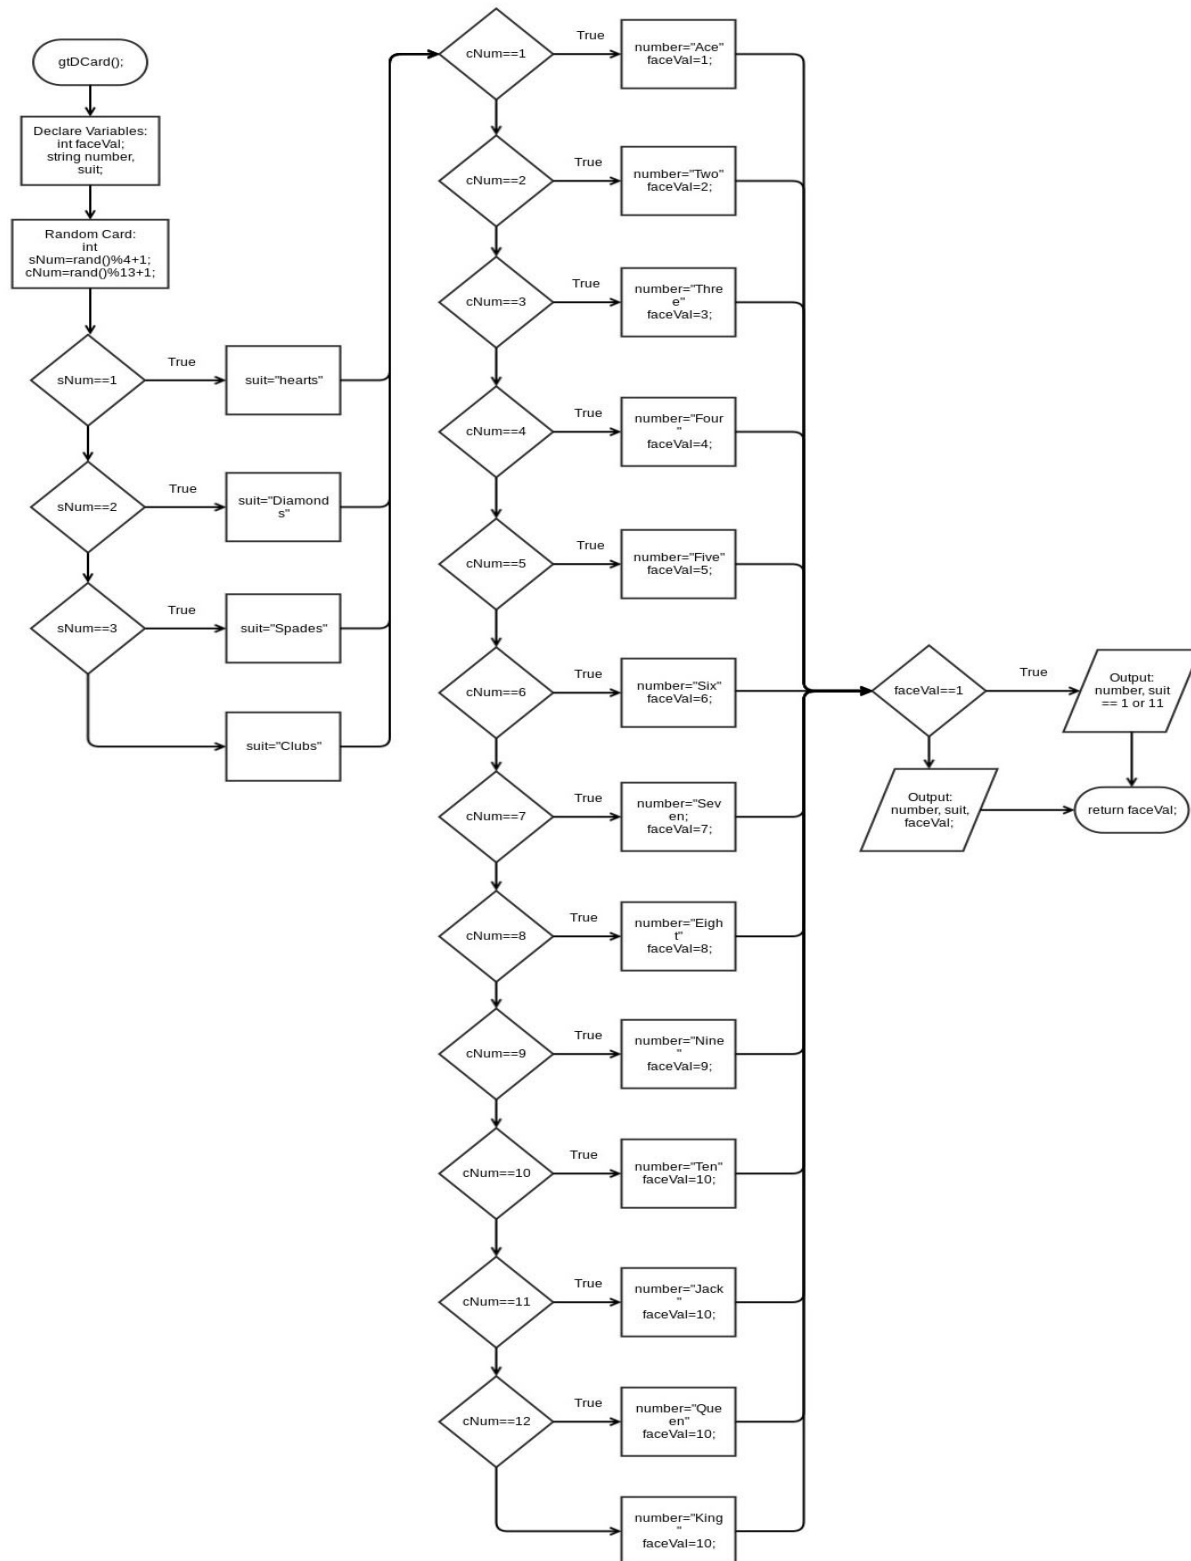 gtDCard();
Declare Variables:
int faceVal;
string number,
suit;
Random Card:
int
sNum=rand()%4+1;
cNum=rand()%13+1;
sNum==1
True
suit="hearts"
sNum==2
True
suit="Diamond
s"
sNum==3
True
suit="Spades"
suit="Clubs"
cNum==1
True
number="Ace"
faceVal=1;
cNum==2
True
number="Two"
faceVal=2;
cNum==3
True
number="Thre
e"
faceVal=3;
cNum==4
True
number="Four
"
faceVal=4;
cNum==5
True
number="Five"
faceVal=5;
cNum==6
True
number="Six"
faceVal=6;
cNum==7
True
number="Sev
en;
faceVal=7;
cNum==8
True
number="Eigh
t"
faceVal=8;
cNum==9
True
number="Nine
"
faceVal=9;
cNum==10
True
number="Ten"
faceVal=10;
cNum==11
True
number="Jack
"
faceVal=10;
cNum==12
True
number="Que
en"
faceVal=10;
number="King
"
faceVal=10;
faceVal==1
True
Output:
number, suit
== 1 or 11
Output:
number, suit,
faceVal;
return faceVal;